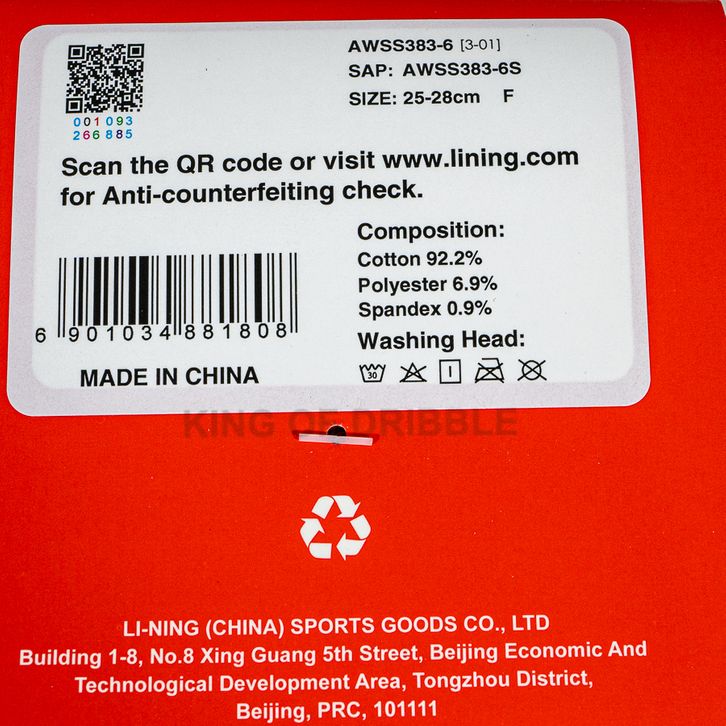 AWSS383-6 [3-01]
SAP: AWSS383-6S
SIZE: 25-28cm F
001093
266885
Scan the QR code or visit www.lining.com
for Anti-counterfeiting check.
Composition:
Cotton 92.2%
Polyester 6.9%
Spandex 0.9%
Washing Head:
30
6 901034 881808
MADE IN CHINA
KING OF DRIBBLE
LI-NING (CHINA) SPORTS GOODS CO., LTD
Building 1-8, No.8 Xing Guang 5th Street, Beijing Economic And
Technological Development Area, Tongzhou District,
Beijing, PRC, 101111